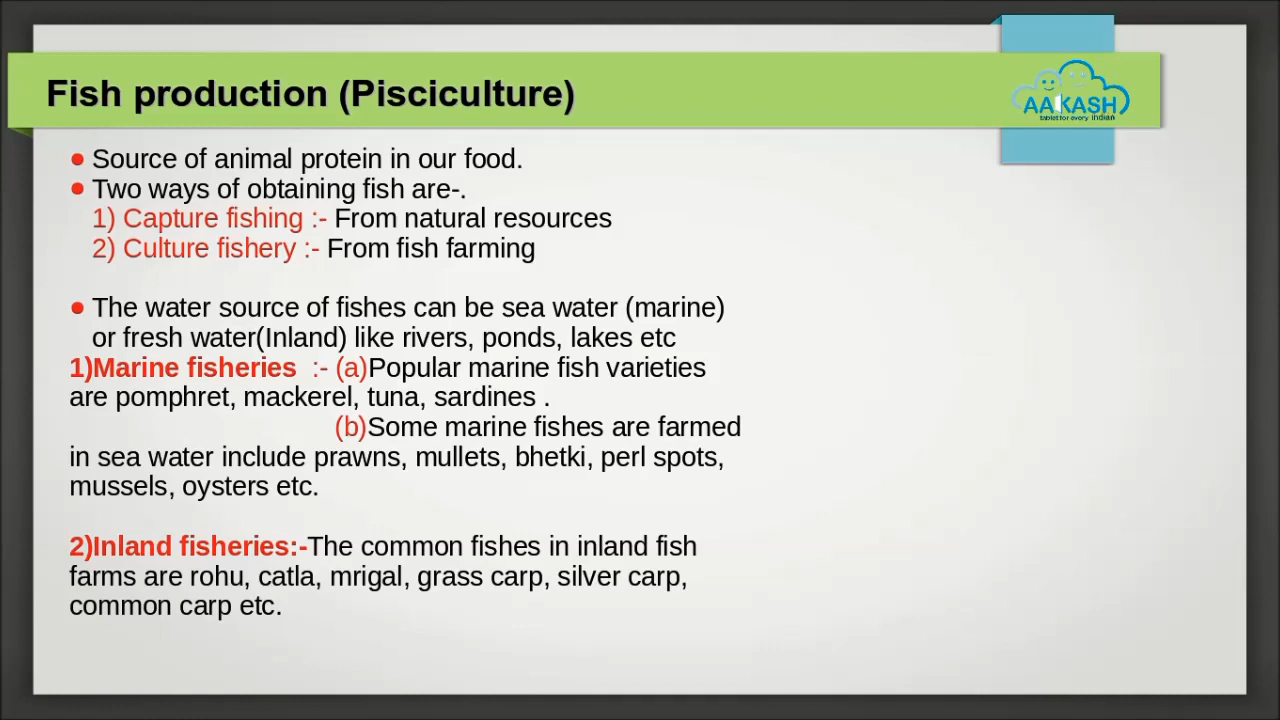 Fish production (Pisciculture)
AAKASH
tablet for every indian
● Source of animal protein in our food.
● Two ways of obtaining fish are-.
1) Capture fishing :- From natural resources
2) Culture fishery :- From fish farming
● The water source of fishes can be sea water (marine)
or fresh water(Inland) like rivers, ponds, lakes etc
1)Marine fisheries :- (a)Popular marine fish varieties
are pomphret, mackerel, tuna, sardines .
(b)Some marine fishes are farmed
in sea water include prawns, mullets, bhetki, perl spots,
mussels, oysters etc.
2)Inland fisheries:-The common fishes in inland fish
farms are rohu, catla, mrigal, grass carp, silver carp,
common carp etc.